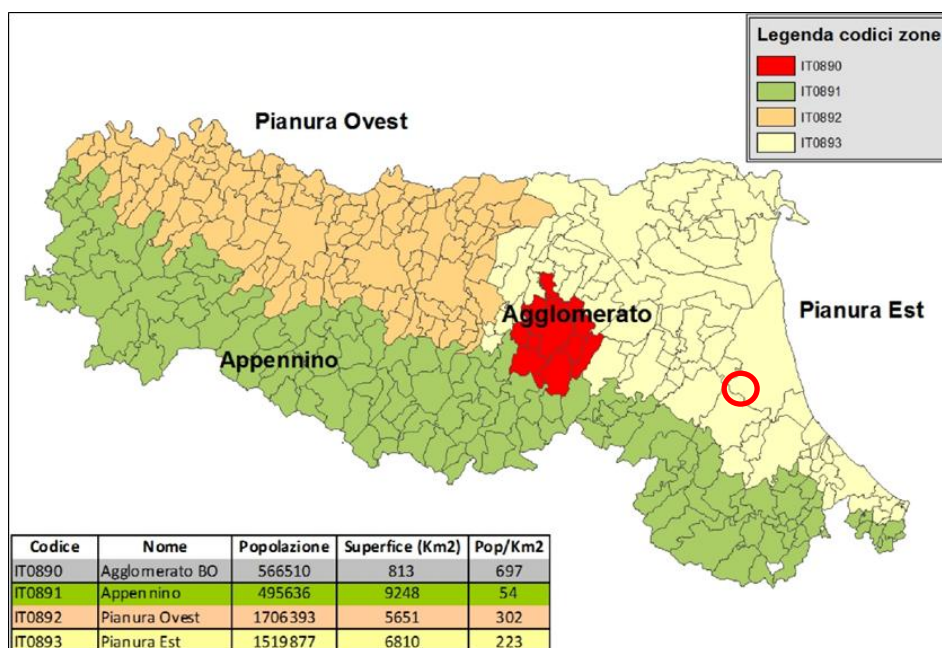 Legenda codici zone
IT0890
IT0891
IT0892
IT0893
Pianura Ovest
Agglomerato
Pianura Est
Appennino
Codice Nome Popolazione Superfice (Km2) Pop/Km2
IT0890 Agglomerato BO 566510 813 697
IT0891 Appennino 495636 9248 54
IT0892 Pianura Ovest 1706393 5651 302
IT0893 Pianura Est 1519877 6810 223